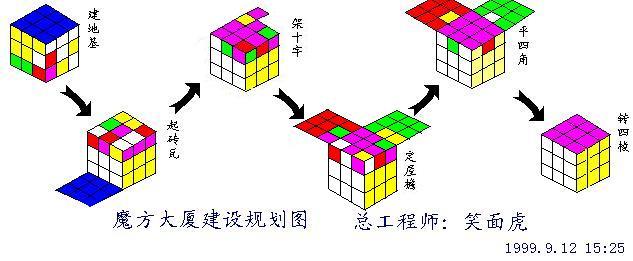 建地基
起砖瓦
架十字
定屋檐
平四角
转四棱
魔方大厦建设规划图 总工程师：笑面虎
1999.9.12 15:25